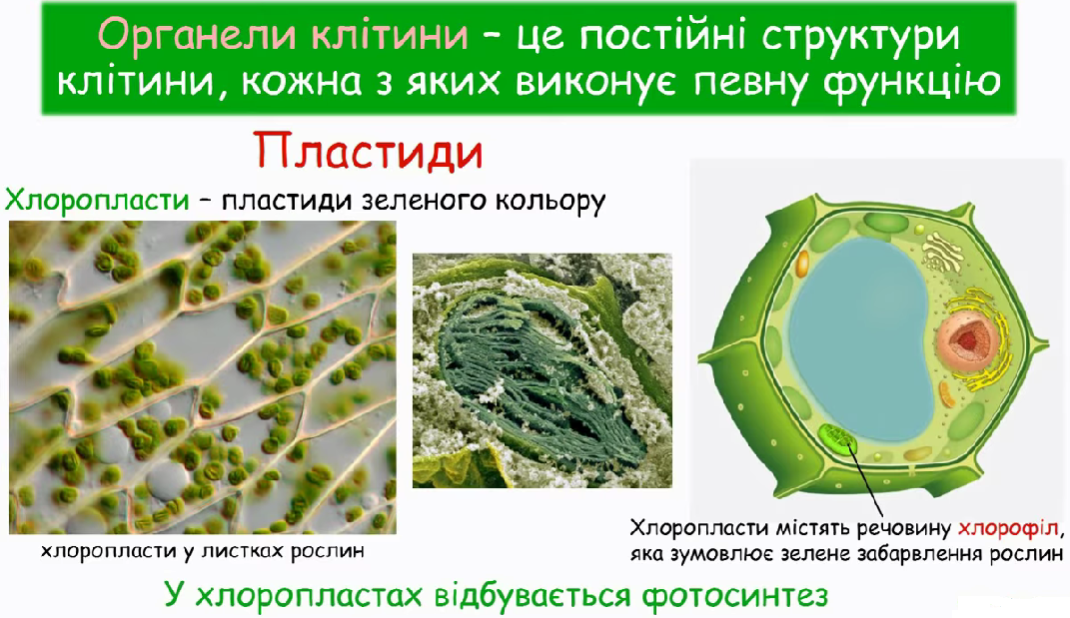 Органели клітини – це постійні структури
клітини, кожна з яких виконує певну функцію
Пластиди
Хлоропласти – пластиди зеленого кольору
хлоропласти у листках рослин
Хлоропласти містять речовину хлорофіл,
яка зумовлює зелене забарвлення рослин
У хлоропластах відбувається фотосинтез